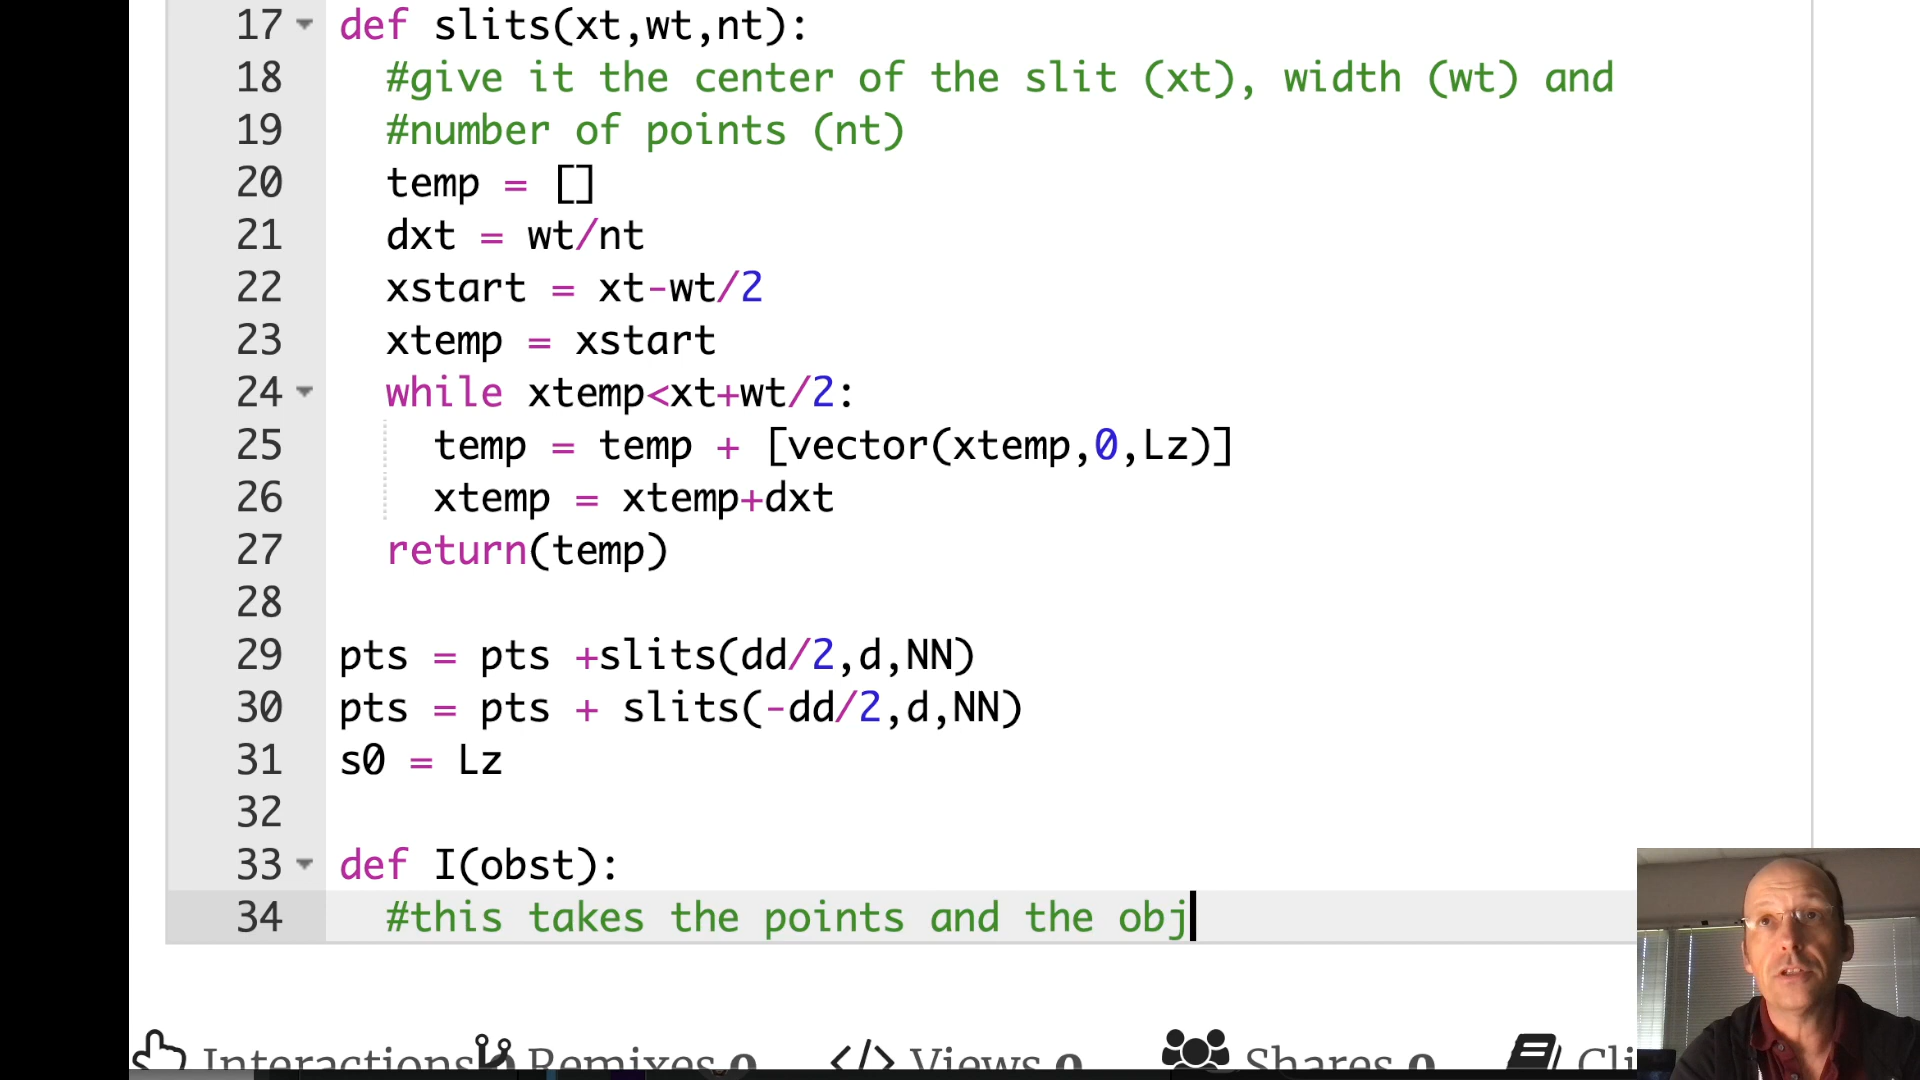 17 def slits(xt,wt,nt):
18 #give it the center of the slit (xt), width (wt) and
19 #number of points (nt)
20 temp = []
21 dxt = wt/nt
22 xstart = xt-wt/2
23 xtemp = xstart
24 while xtemp<xt+wt/2:
25 temp = temp + [vector(xtemp,0,Lz)]
26 xtemp = xtemp+dxt
27 return(temp)
28
29 pts = pts +slits(dd/2,d,NN)
30 pts = pts + slits(-dd/2,d,NN)
31 s0 = Lz
32
33 def I(obst):
34 #this takes the points and the obj
Interactions Remixes 0 Views 0 Shares 0 Cli